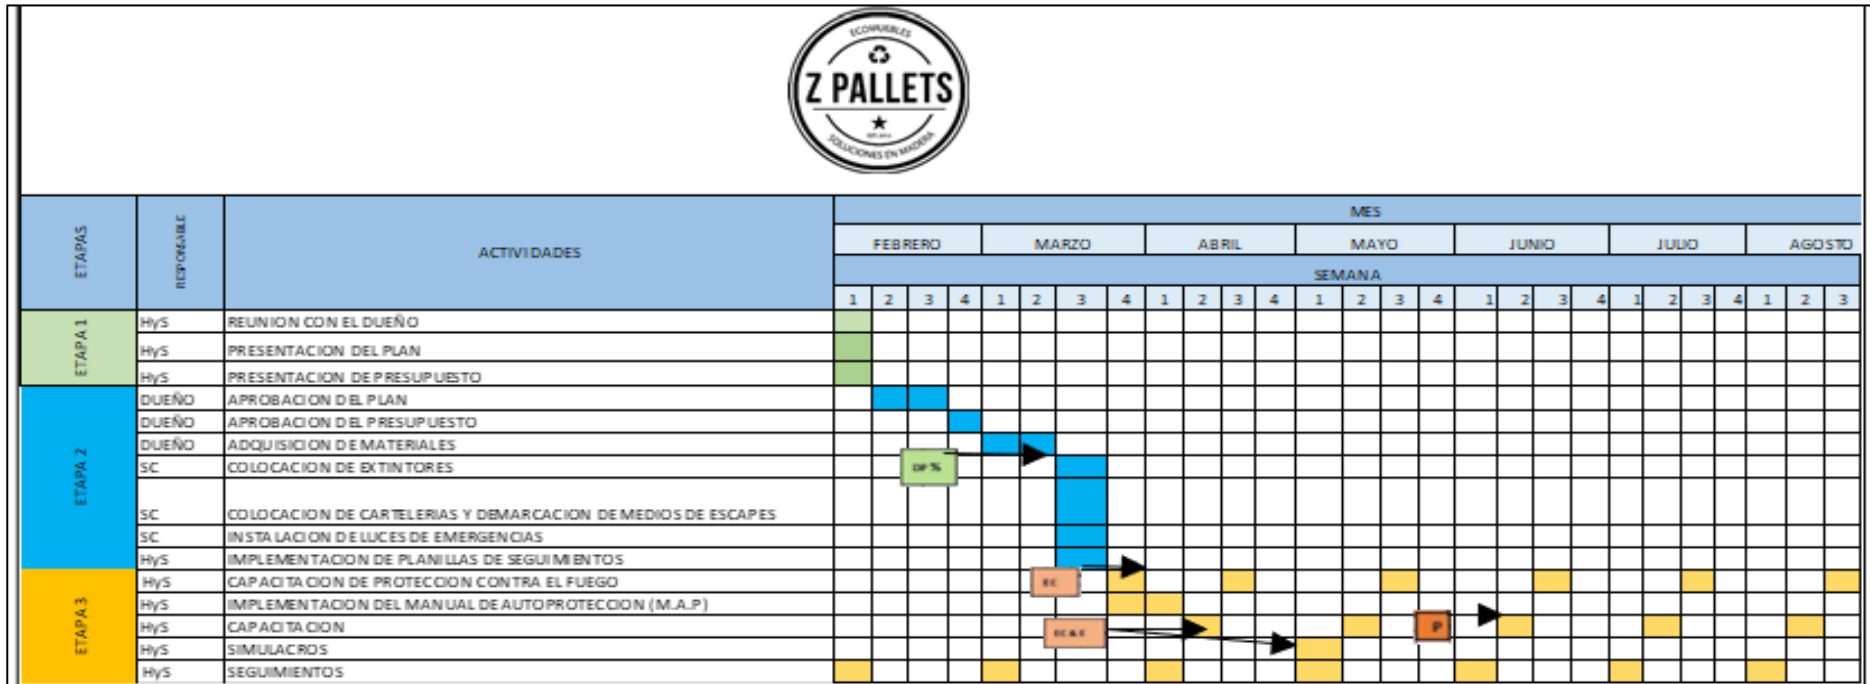 ECOMUEBLES
Z PALLETS
SOLUCIONES EN MADERA
ETAPAS
RESPONSABLE
ACTIVIDADES
MES
FEBRERO MARZO ABRIL MAYO JUNIO JULIO AGOSTO
SEMANA
1 2 3 4 1 2 3 4 1 2 3 4 1 2 3 4 1 2 3 4 1 2 3 4 1 2 3
ETAPA 1
HyS REUNION CON EL DUEÑO
HyS PRESENTACION DEL PLAN
HyS PRESENTACION DE PRESUPUESTO
ETAPA 2
DUEÑO APROBACION DEL PLAN
DUEÑO APROBACION DEL PRESUPUESTO
DUEÑO ADQUISICION DE MATERIALES
SC COLOCACION DE EXTINTORES DP %
SC COLOCACION DE CARTELERIAS Y DEMARCACION DE MEDIOS DE ESCAPES
SC INSTALACION DE LUCES DE EMERGENCIAS
HyS IMPLEMENTACION DE PLANILLAS DE SEGUIMIENTOS
ETAPA 3
HyS CAPACITACION DE PROTECCION CONTRA EL FUEGO EC
HyS IMPLEMENTACION DEL MANUAL DE AUTOPROTECCION (M.A.P)
HyS CAPACITACION EC & E P
HyS SIMULACROS
HyS SEGUIMIENTOS